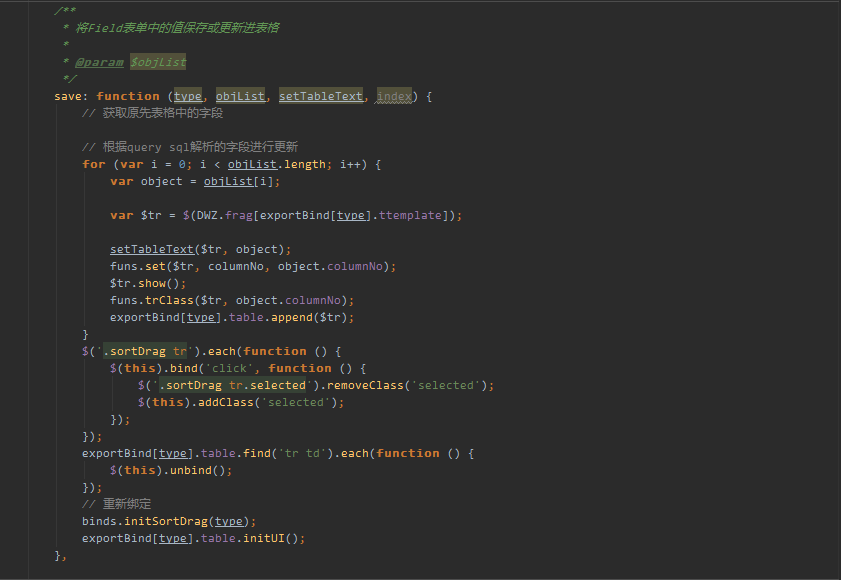 /**
 * 将Field表单中的值保存或更新进表格
 *
 * @param $objList
 */
save: function (type, objList, setTableText, index) {
    // 获取原先表格中的字段

    // 根据query sql解析的字段进行更新
    for (var i = 0; i < objList.length; i++) {
        var object = objList[i];

        var $tr = $(DWZ.frag[exportBind[type].ttemplate]);

        setTableText($tr, object);
        funs.set($tr, columnNo, object.columnNo);
        $tr.show();
        funs.trClass($tr, object.columnNo);
        exportBind[type].table.append($tr);
    }
    $('.sortDrag tr').each(function () {
        $(this).bind('click', function () {
            $('.sortDrag tr.selected').removeClass('selected');
            $(this).addClass('selected');
        });
    });
    exportBind[type].table.find('tr td').each(function () {
        $(this).unbind();
    });
    // 重新绑定
    binds.initSortDrag(type);
    exportBind[type].table.initUI();
},